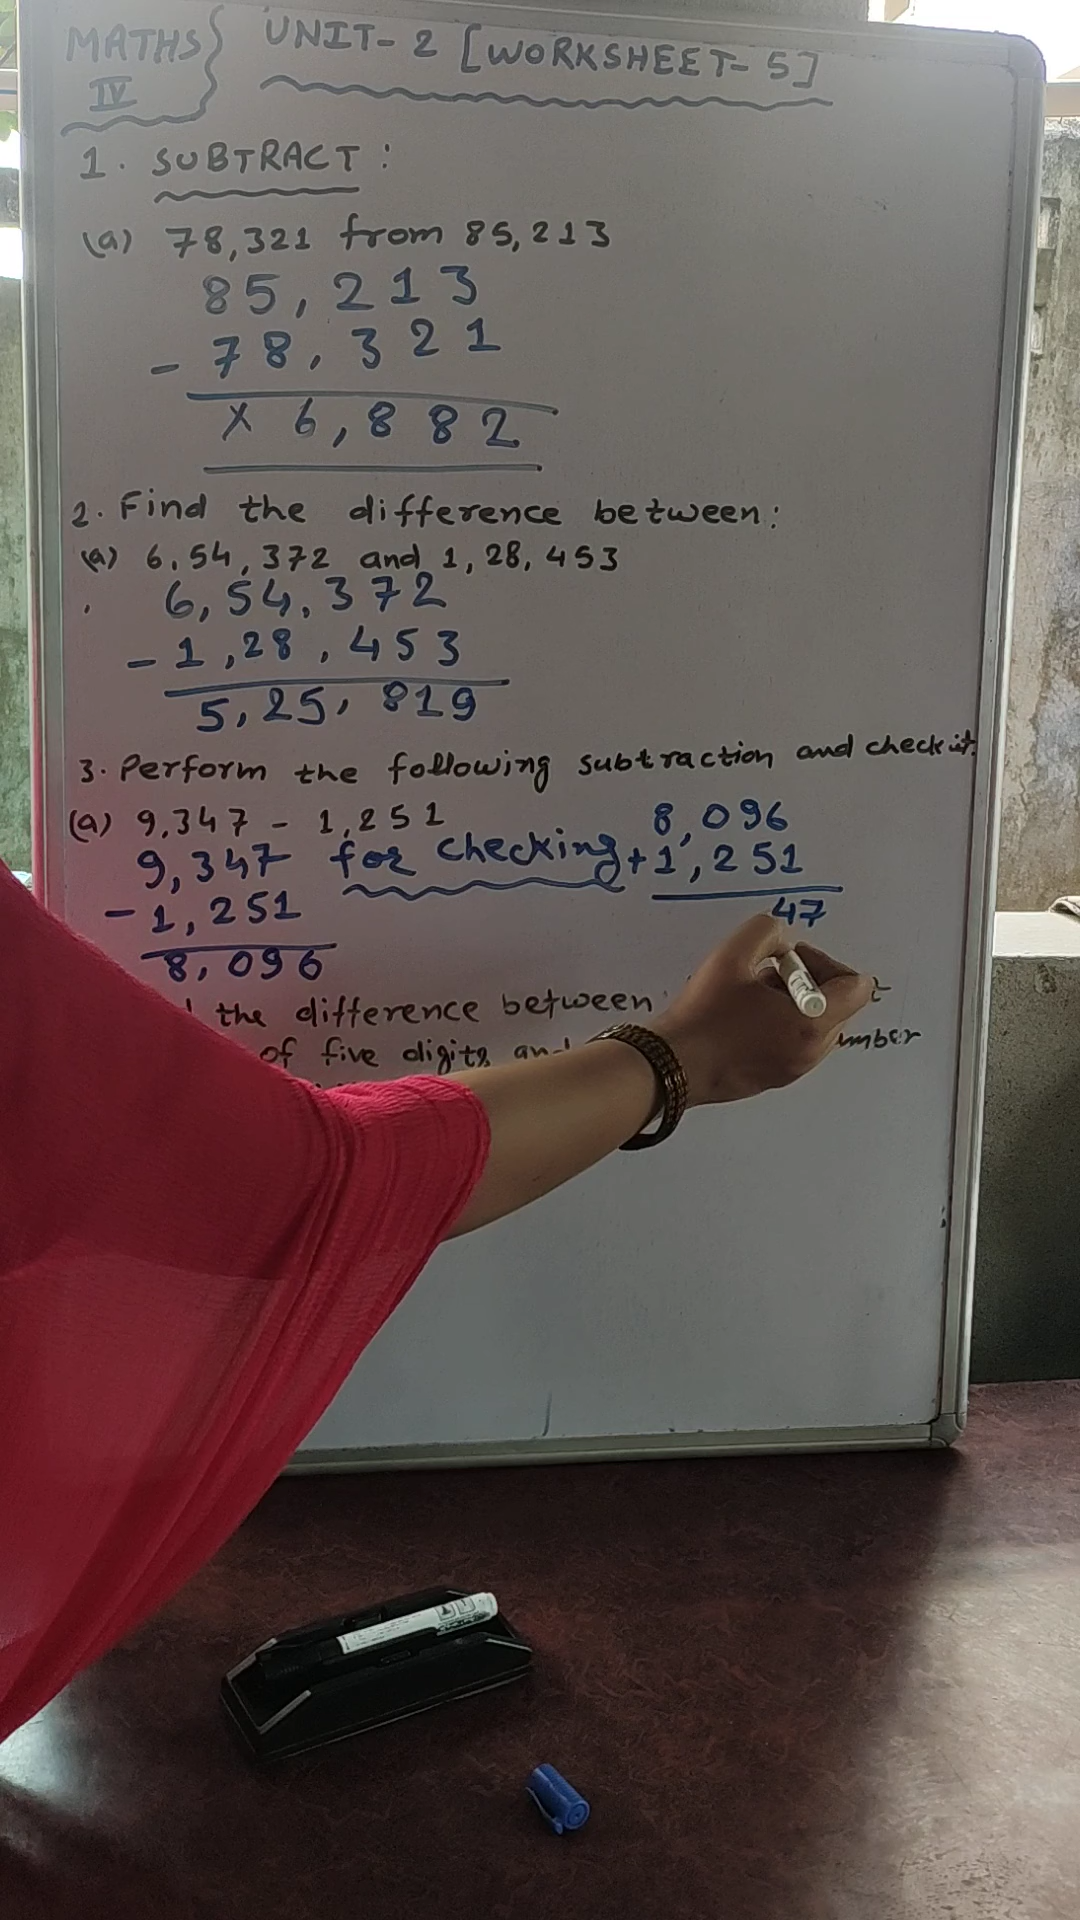 MATHS IV } UNIT-2 [WORKSHEET-5]
1. SUBTRACT:
(a) 78,321 from 85,213
85,213
- 78,321
x 6,882
2. Find the difference between:
(a) 6,54,372 and 1,28,453
6,54,372
- 1,28,453
5,25,819
3. Perform the following subtraction and check it.
(a) 9,347 - 1,251
9,347
- 1,251
8,096
for checking
8,096
+ 1,251
47
the difference between
of five digits